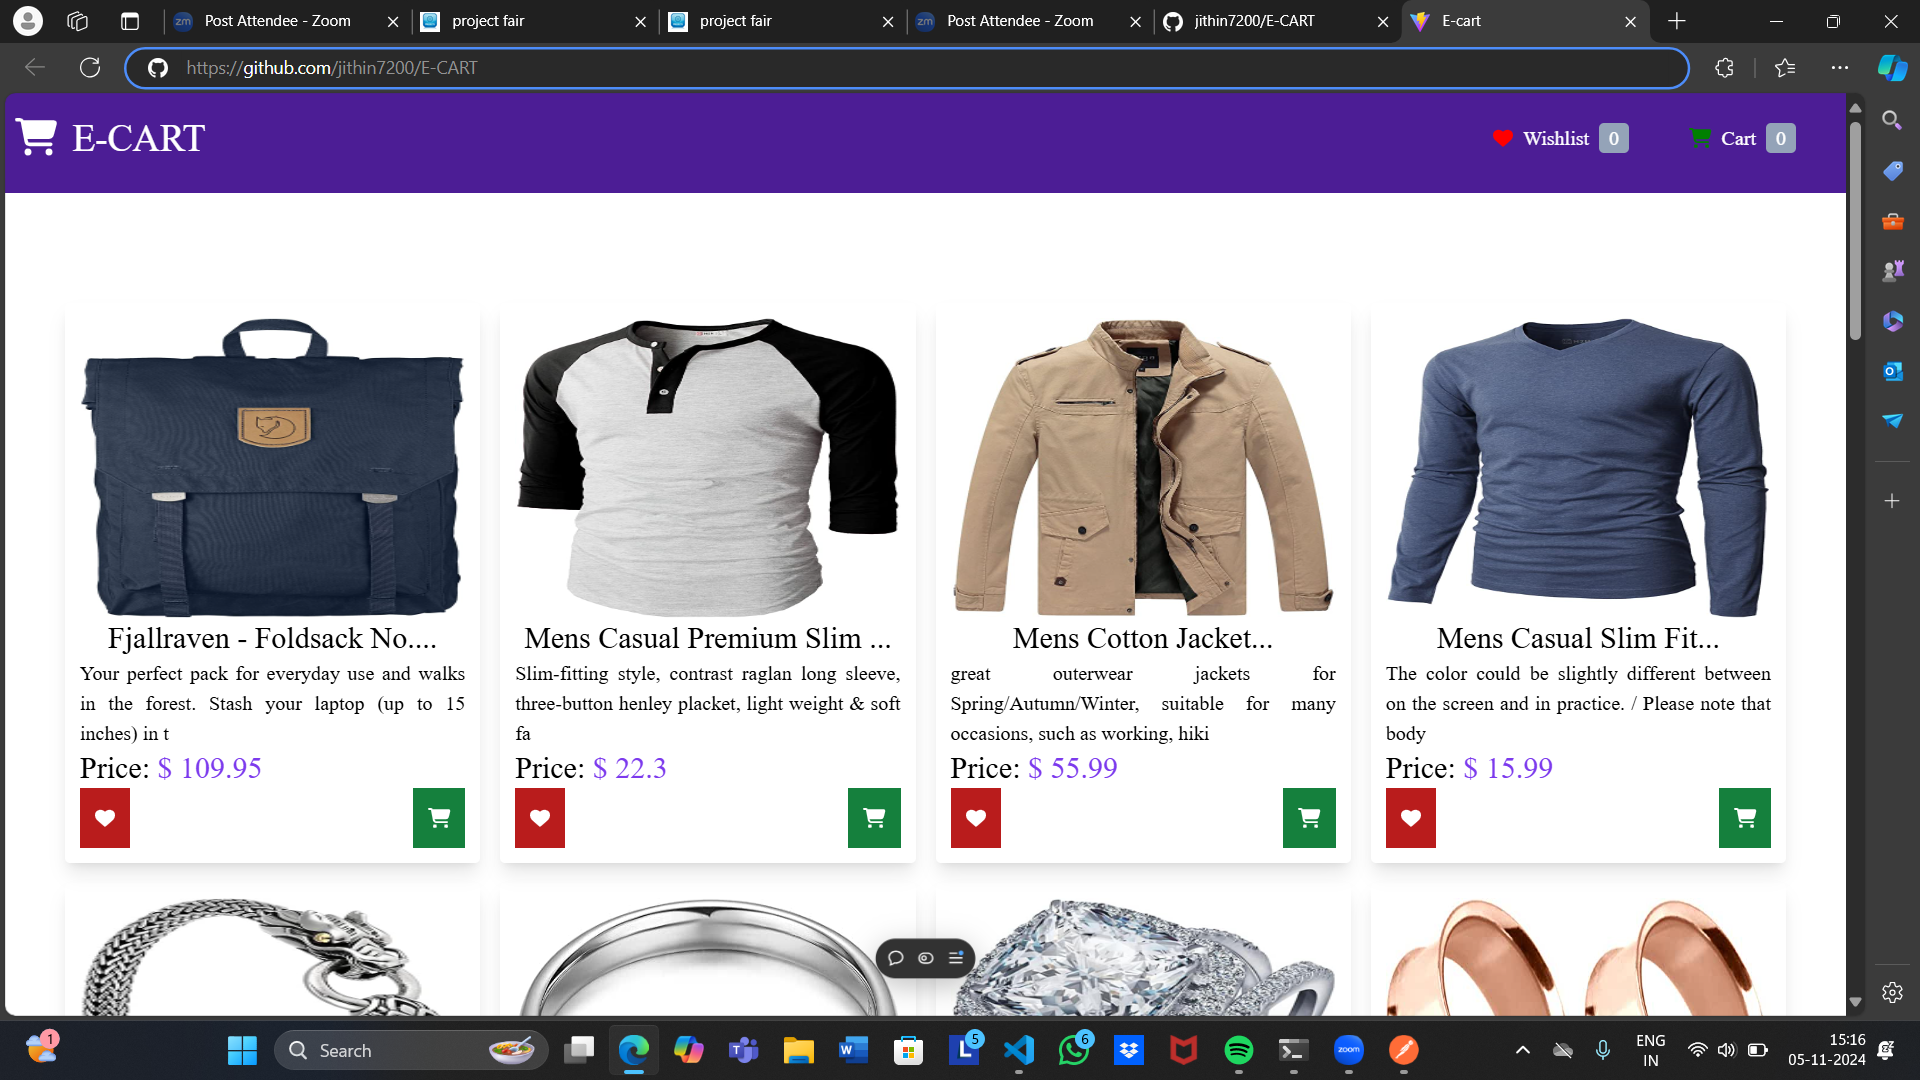 Post Attendee - Zoom
project fair
project fair
Post Attendee - Zoom
jithin7200/E-CART
E-cart
https://github.com/jithin7200/E-CART
E-CART
Wishlist 0
Cart 0
Fjallraven - Foldsack No....
Your perfect pack for everyday use and walks
in the forest. Stash your laptop (up to 15
inches) in t
Price: $ 109.95
Mens Casual Premium Slim ...
Slim-fitting style, contrast raglan long sleeve,
three-button henley placket, light weight & soft
fa
Price: $ 22.3
Mens Cotton Jacket...
great outerwear jackets for
Spring/Autumn/Winter, suitable for many
occasions, such as working, hiki
Price: $ 55.99
Mens Casual Slim Fit...
The color could be slightly different between
on the screen and in practice. / Please note that
body
Price: $ 15.99
1
Search
5
6
zoom
ENG
IN
15:16
05-11-2024